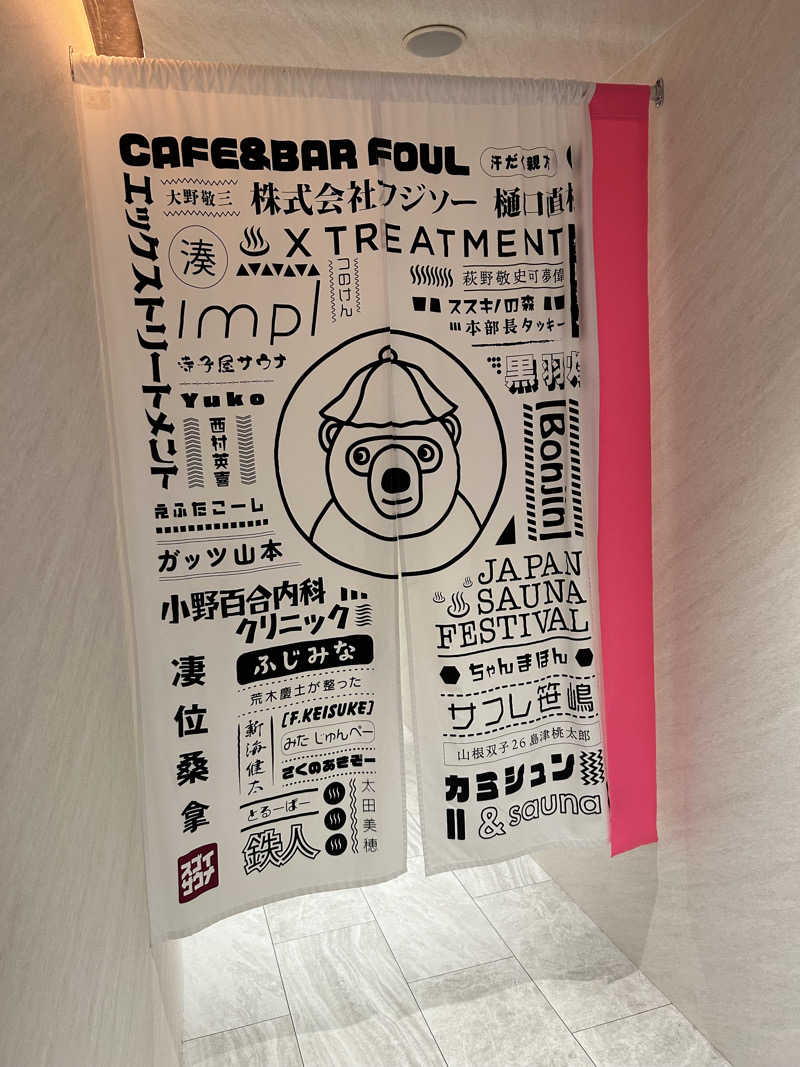 CAFE&BAR FOUL
汗だく親方
エックストリートメント
大野敬三
株式会社フジソー
樋口直
湊
X TREATMENT
つのけん
萩野敬史可夢偉
impl
ススキノの森
本部長タッキー
寺子屋サウナ
黒羽
Yuko
西村英喜
Bonjin
えふたこーし
ガッツ山本
小野百合内科
クリニック
JAPAN
SAUNA
FESTIVAL
ふじみな
ちゃんまほん
荒木慶士が整った
サフレ笹嶋
凄位桑拿
新海健太
[F.KEISUKE]
みたじゅんぺー
さくのあきぞー
山根双子26島津桃太郎
カミシュン
とるーぱー
太田美穂
&sauna
鉄人
スゴイ
サウナ